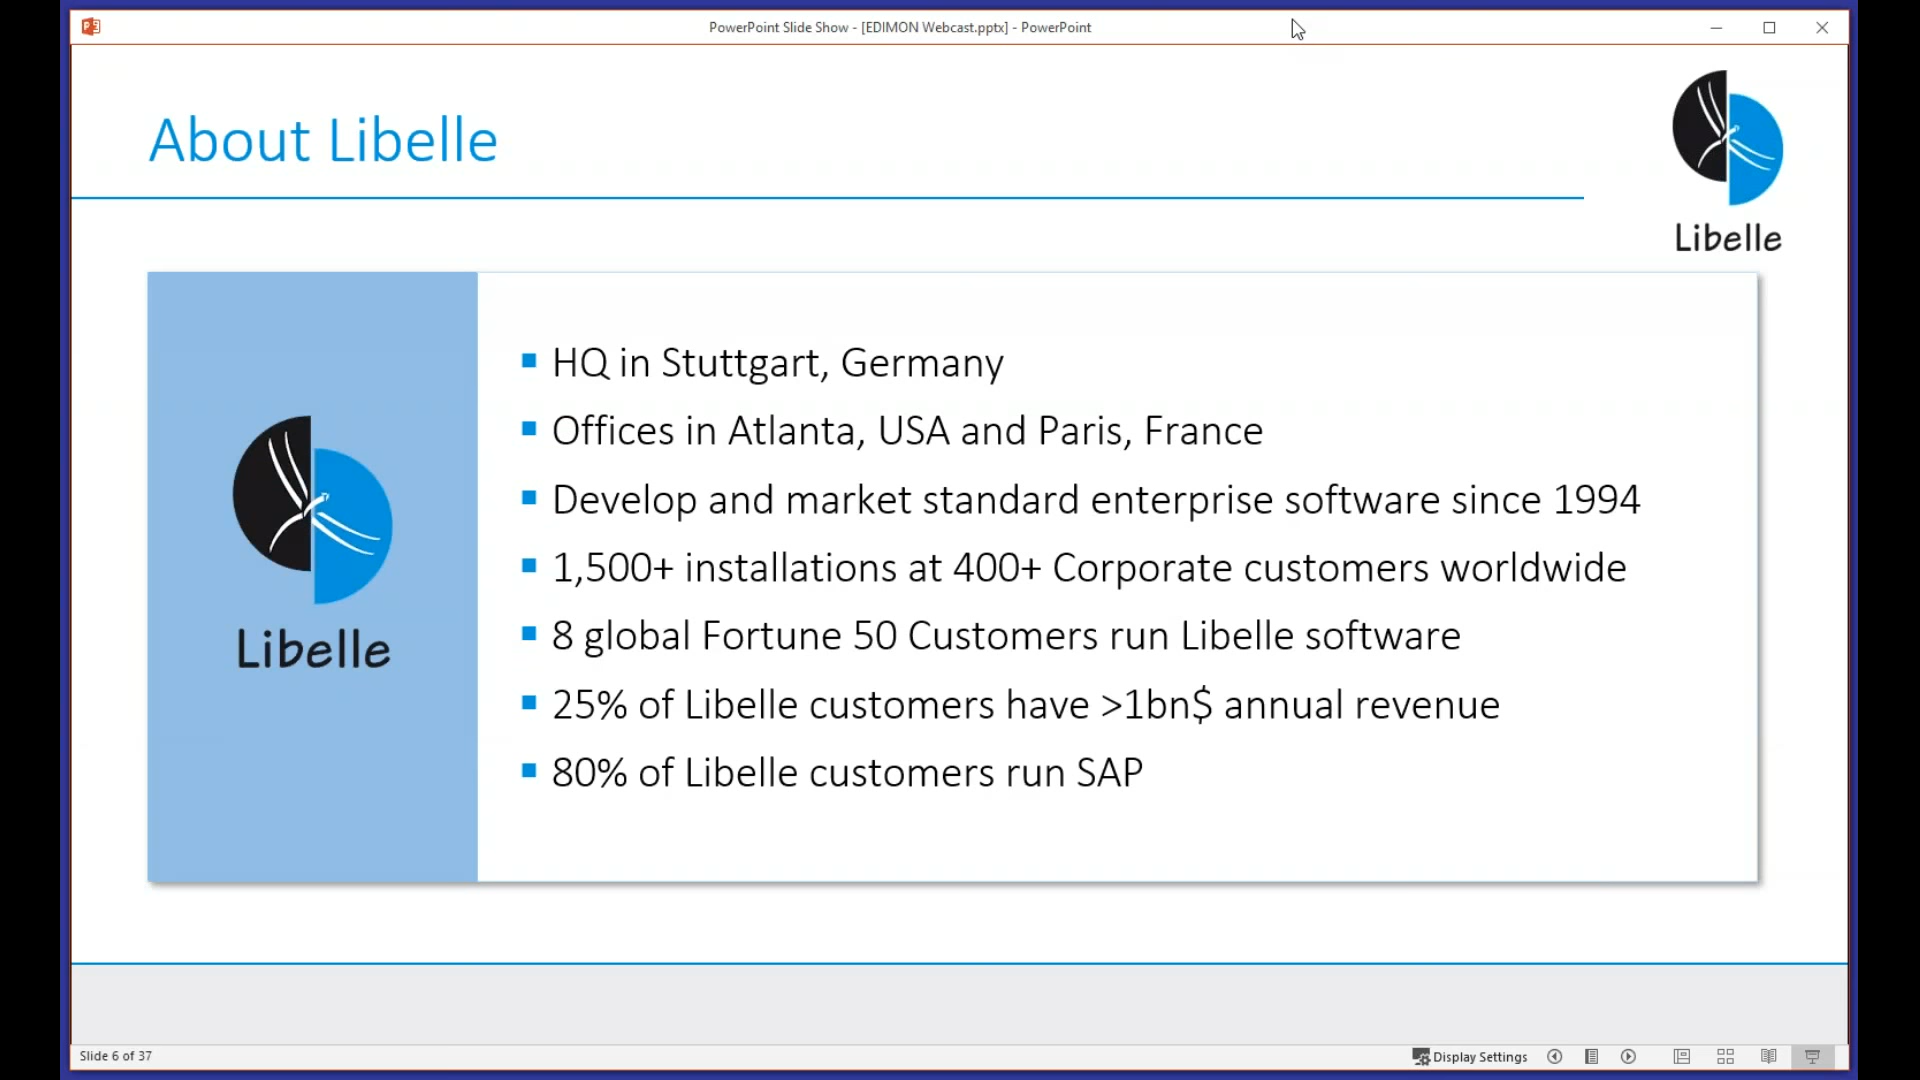 PowerPoint Slide Show - [EDIMON Webcast.pptx] - PowerPoint
About Libelle
Libelle
Libelle
HQ in Stuttgart, Germany
Offices in Atlanta, USA and Paris, France
Develop and market standard enterprise software since 1994
1,500+ installations at 400+ Corporate customers worldwide
8 global Fortune 50 Customers run Libelle software
25% of Libelle customers have >1bn$ annual revenue
80% of Libelle customers run SAP
Slide 6 of 37
Display Settings